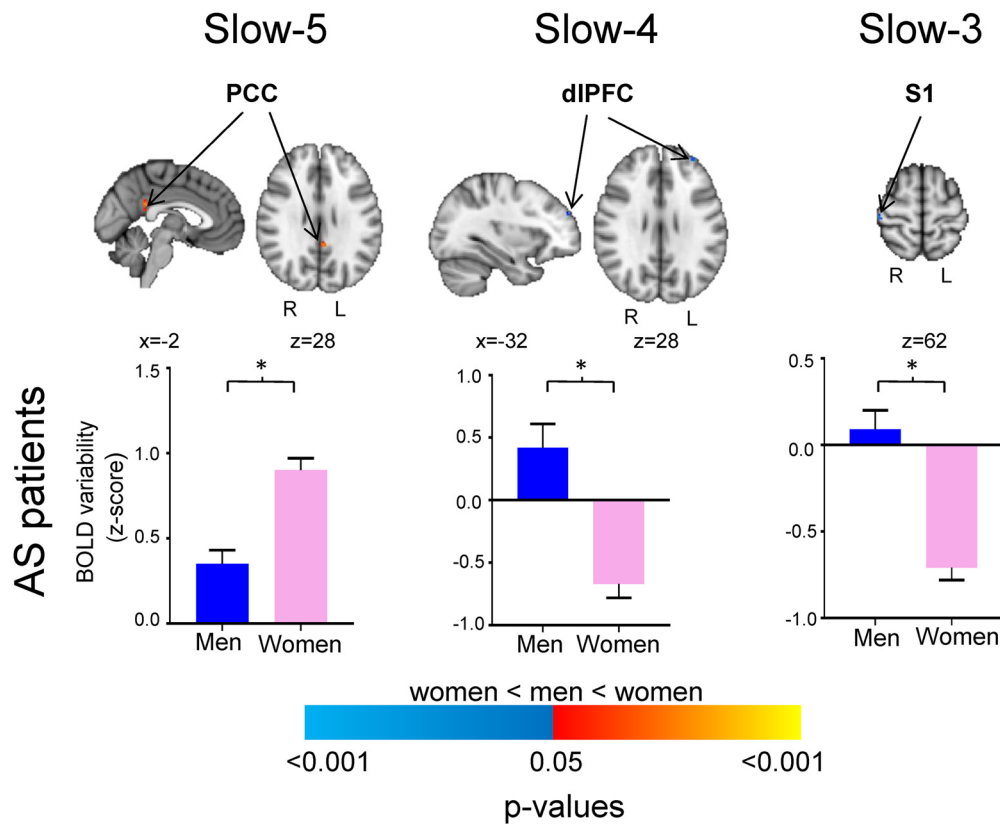 Slow-5 Slow-4 Slow-3
PCC dlPFC S1
R L R L R L
x=-2 z=28 x=-32 z=28 z=62
AS patients
BOLD variability
(z-score)
1.5
1.0
0.5
0.0
*
Men Women
1.0
0.5
0.0
-0.5
-1.0
*
Men Women
0.5
0.0
-0.5
-1.0
*
Men Women
women < men < women
<0.001 0.05 <0.001
p-values